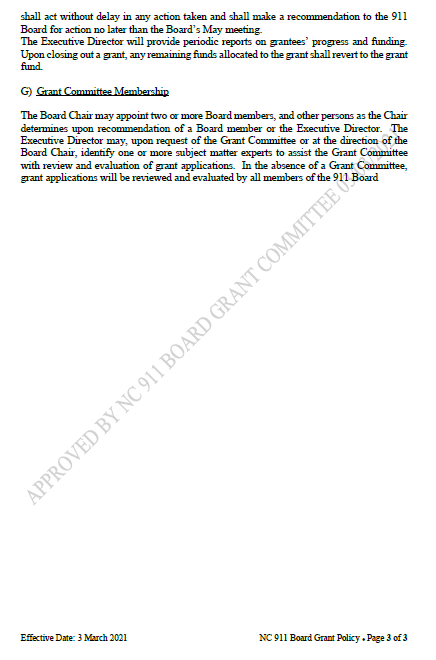 shall act without delay in any action taken and shall make a recommendation to the 911
Board for action no later than the Board's May meeting.
The Executive Director will provide periodic reports on grantees' progress and funding.
Upon closing out a grant, any remaining funds allocated to the grant shall revert to the grant
fund.
G) Grant Committee Membership
The Board Chair may appoint two or more Board members, and other persons as the Chair
determines upon recommendation of a Board member or the Executive Director. The
Executive Director may, upon request of the Grant Committee or at the direction of the
Board Chair, identify one or more subject matter experts to assist the Grant Committee
with review and evaluation of grant applications. In the absence of a Grant Committee,
grant applications will be reviewed and evaluated by all members of the 911 Board
APPROVED BY NC 911 BOARD GRANT COMMITTEE
Effective Date: 3 March 2021
NC 911 Board Grant Policy • Page 3 of 3